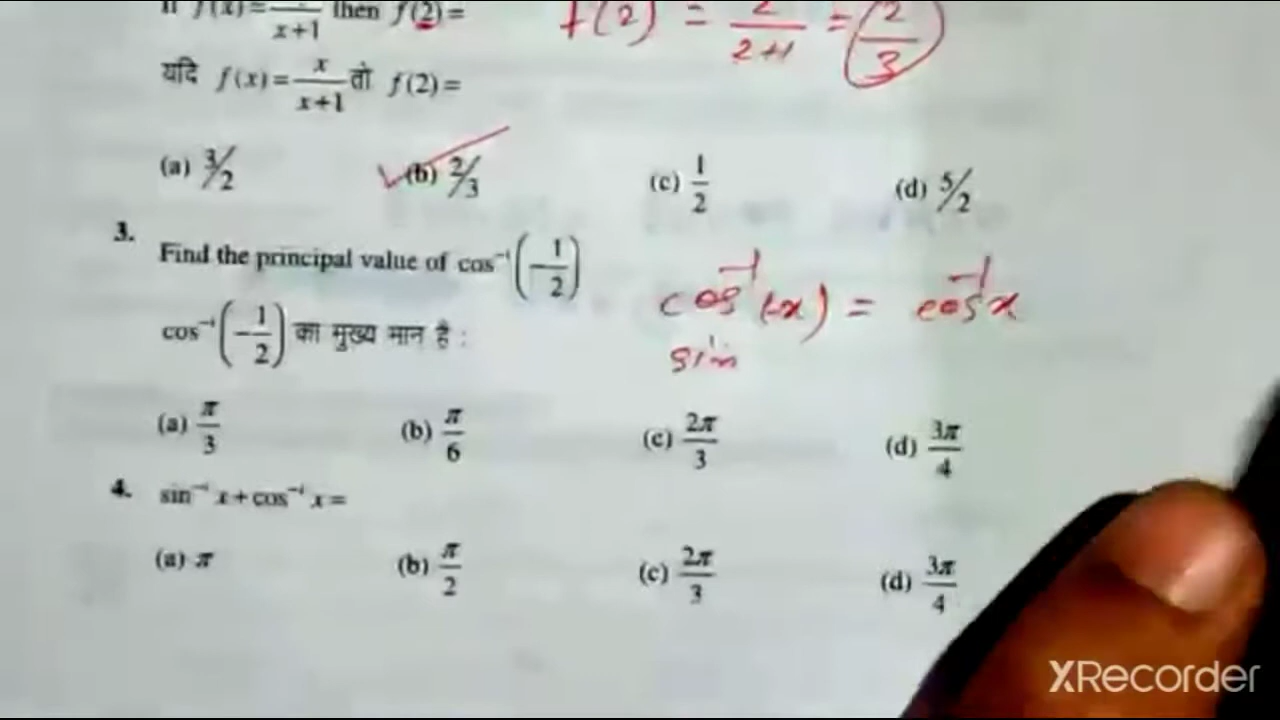 If f(x)=  /x+1 then f(2)= f(2) = 2/2+1 = 2/3
यदि f(x)= x/x+1 तो f(2)=
(a) 3/2 (b) 2/3 (c) 1/2 (d) 5/2
3. Find the principal value of cos⁻¹(-1/2)
cos⁻¹(-x) = cos⁻¹x
cos⁻¹(-1/2) का मुख्य मान है :
sin
(a) π/3 (b) π/6 (c) 2π/3 (d) 3π/4
4. sin⁻¹ x+cos⁻¹ x=
(a) π (b) π/2 (c) 2π/3 (d) 3π/4
XRecorder